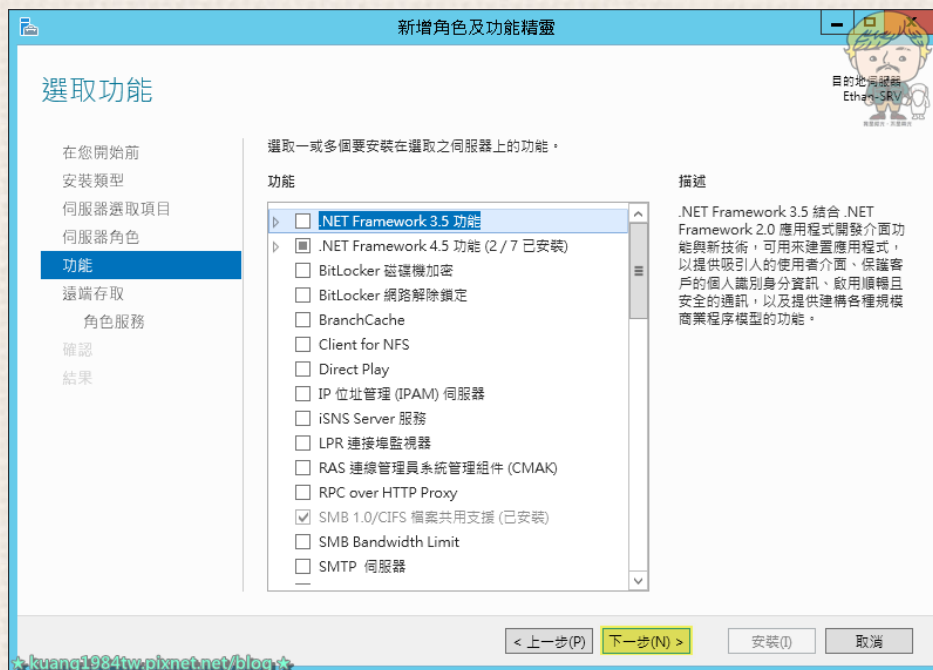 新增角色及功能精靈
選取功能
目的地伺服器
Ethan-SRV
在您開始前
安裝類型
伺服器選取項目
伺服器角色
功能
遠端存取
角色服務
確認
結果
選取一或多個要安裝在選取之伺服器上的功能。
功能
.NET Framework 3.5 功能
.NET Framework 4.5 功能 (2 / 7 已安裝)
BitLocker 磁碟機加密
BitLocker 網路解除鎖定
BranchCache
Client for NFS
Direct Play
IP 位址管理 (IPAM) 伺服器
iSNS Server 服務
LPR 連接埠監視器
RAS 連線管理員系統管理組件 (CMAK)
RPC over HTTP Proxy
SMB 1.0/CIFS 檔案共用支援 (已安裝)
SMB Bandwidth Limit
SMTP 伺服器
描述
.NET Framework 3.5 結合 .NET
Framework 2.0 應用程式開發介面功
能與新技術，可用來建置應用程式，
以提供吸引人的使用者介面、保護客
戶的個人識別身分資訊、啟用順暢且
安全的通訊，以及提供建構各種規模
商業程序模型的功能。
< 上一步(P)
下一步(N) >
安裝(I)
取消
★ kuang1984tw.pixnet.net/blog ★